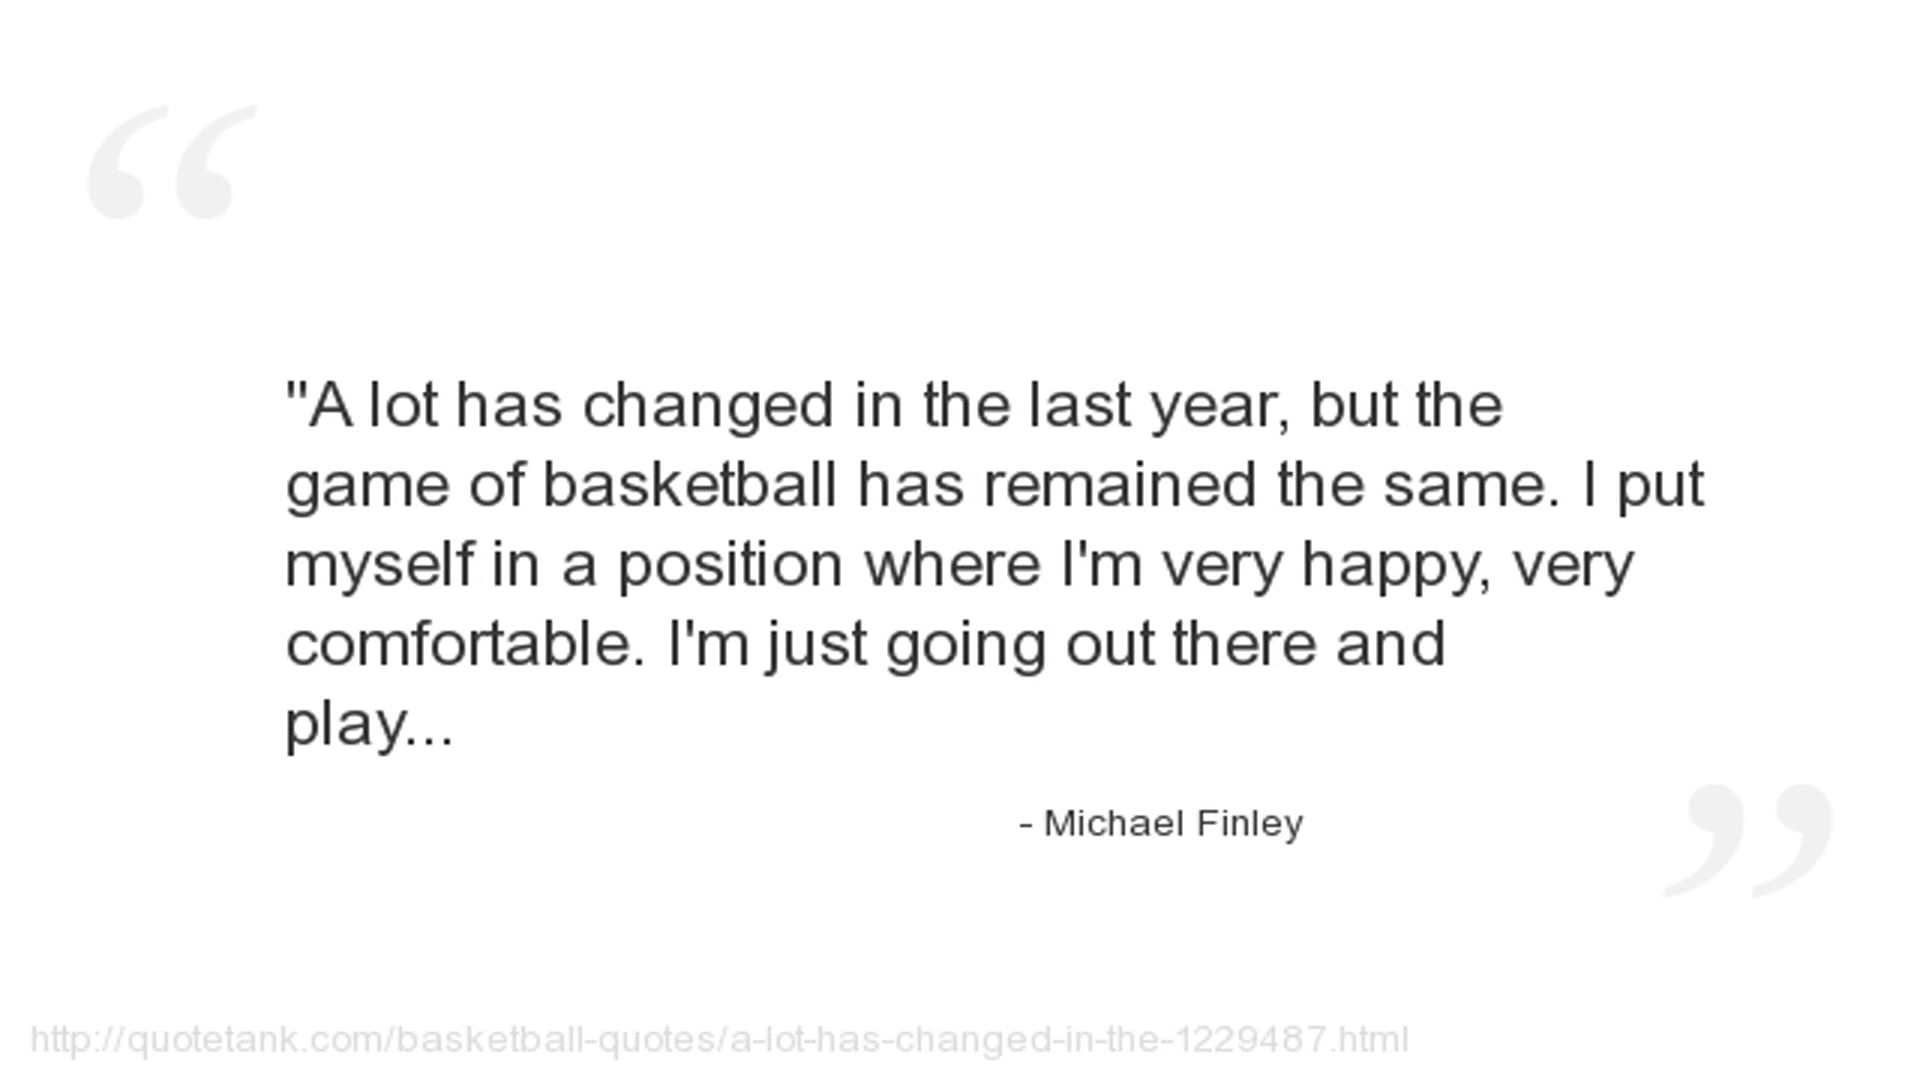 "A lot has changed in the last year, but the
game of basketball has remained the same. I put
myself in a position where I'm very happy, very
comfortable. I'm just going out there and
play...
- Michael Finley
http://quotetank.com/basketball-quotes/a-lot-has-changed-in-the-1229487.html